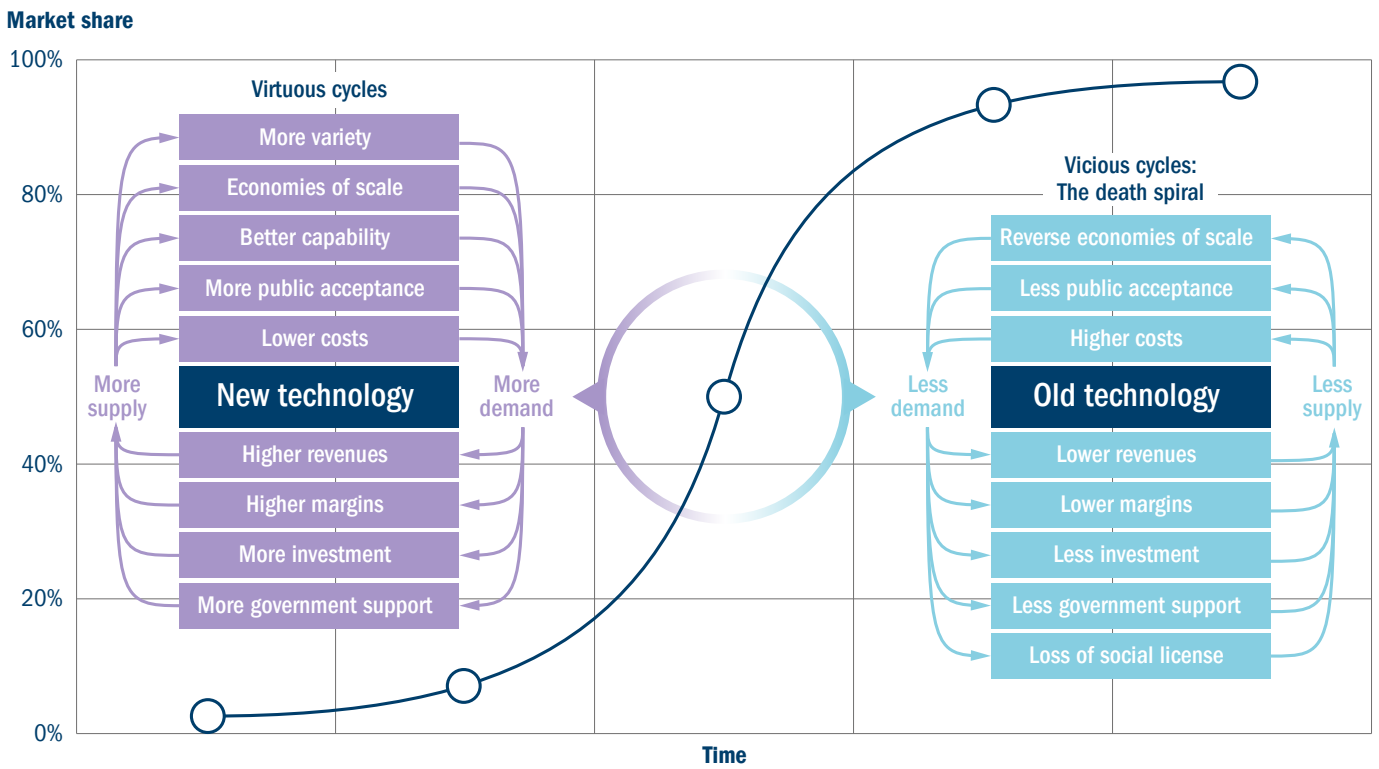 Market share
100%
80%
60%
40%
20%
0%
Virtuous cycles
More variety
Economies of scale
Better capability
More public acceptance
Lower costs
More
supply
New technology
More
demand
Higher revenues
Higher margins
More investment
More government support
Vicious cycles:
The death spiral
Reverse economies of scale
Less public acceptance
Higher costs
Less
demand
Old technology
Less
supply
Lower revenues
Lower margins
Less investment
Less government support
Loss of social license
Time